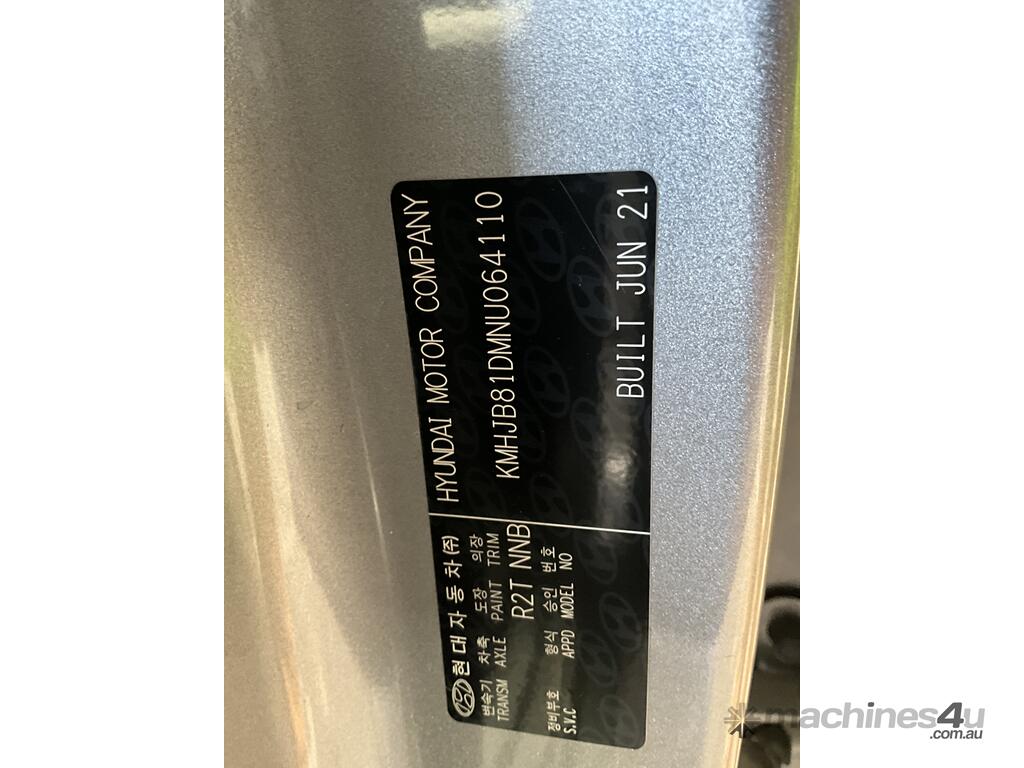 현대자동차(주)
변속기 차축 도장 의장
TRANSM AXLE PAINT TRIM
R2T NNB
형식 승인 번호
APPD MODEL NO
정비부호
S.V.C
HYUNDAI MOTOR COMPANY
KMHJB81DMNU064110
BUILT JUN 21
machines4u
.com.au